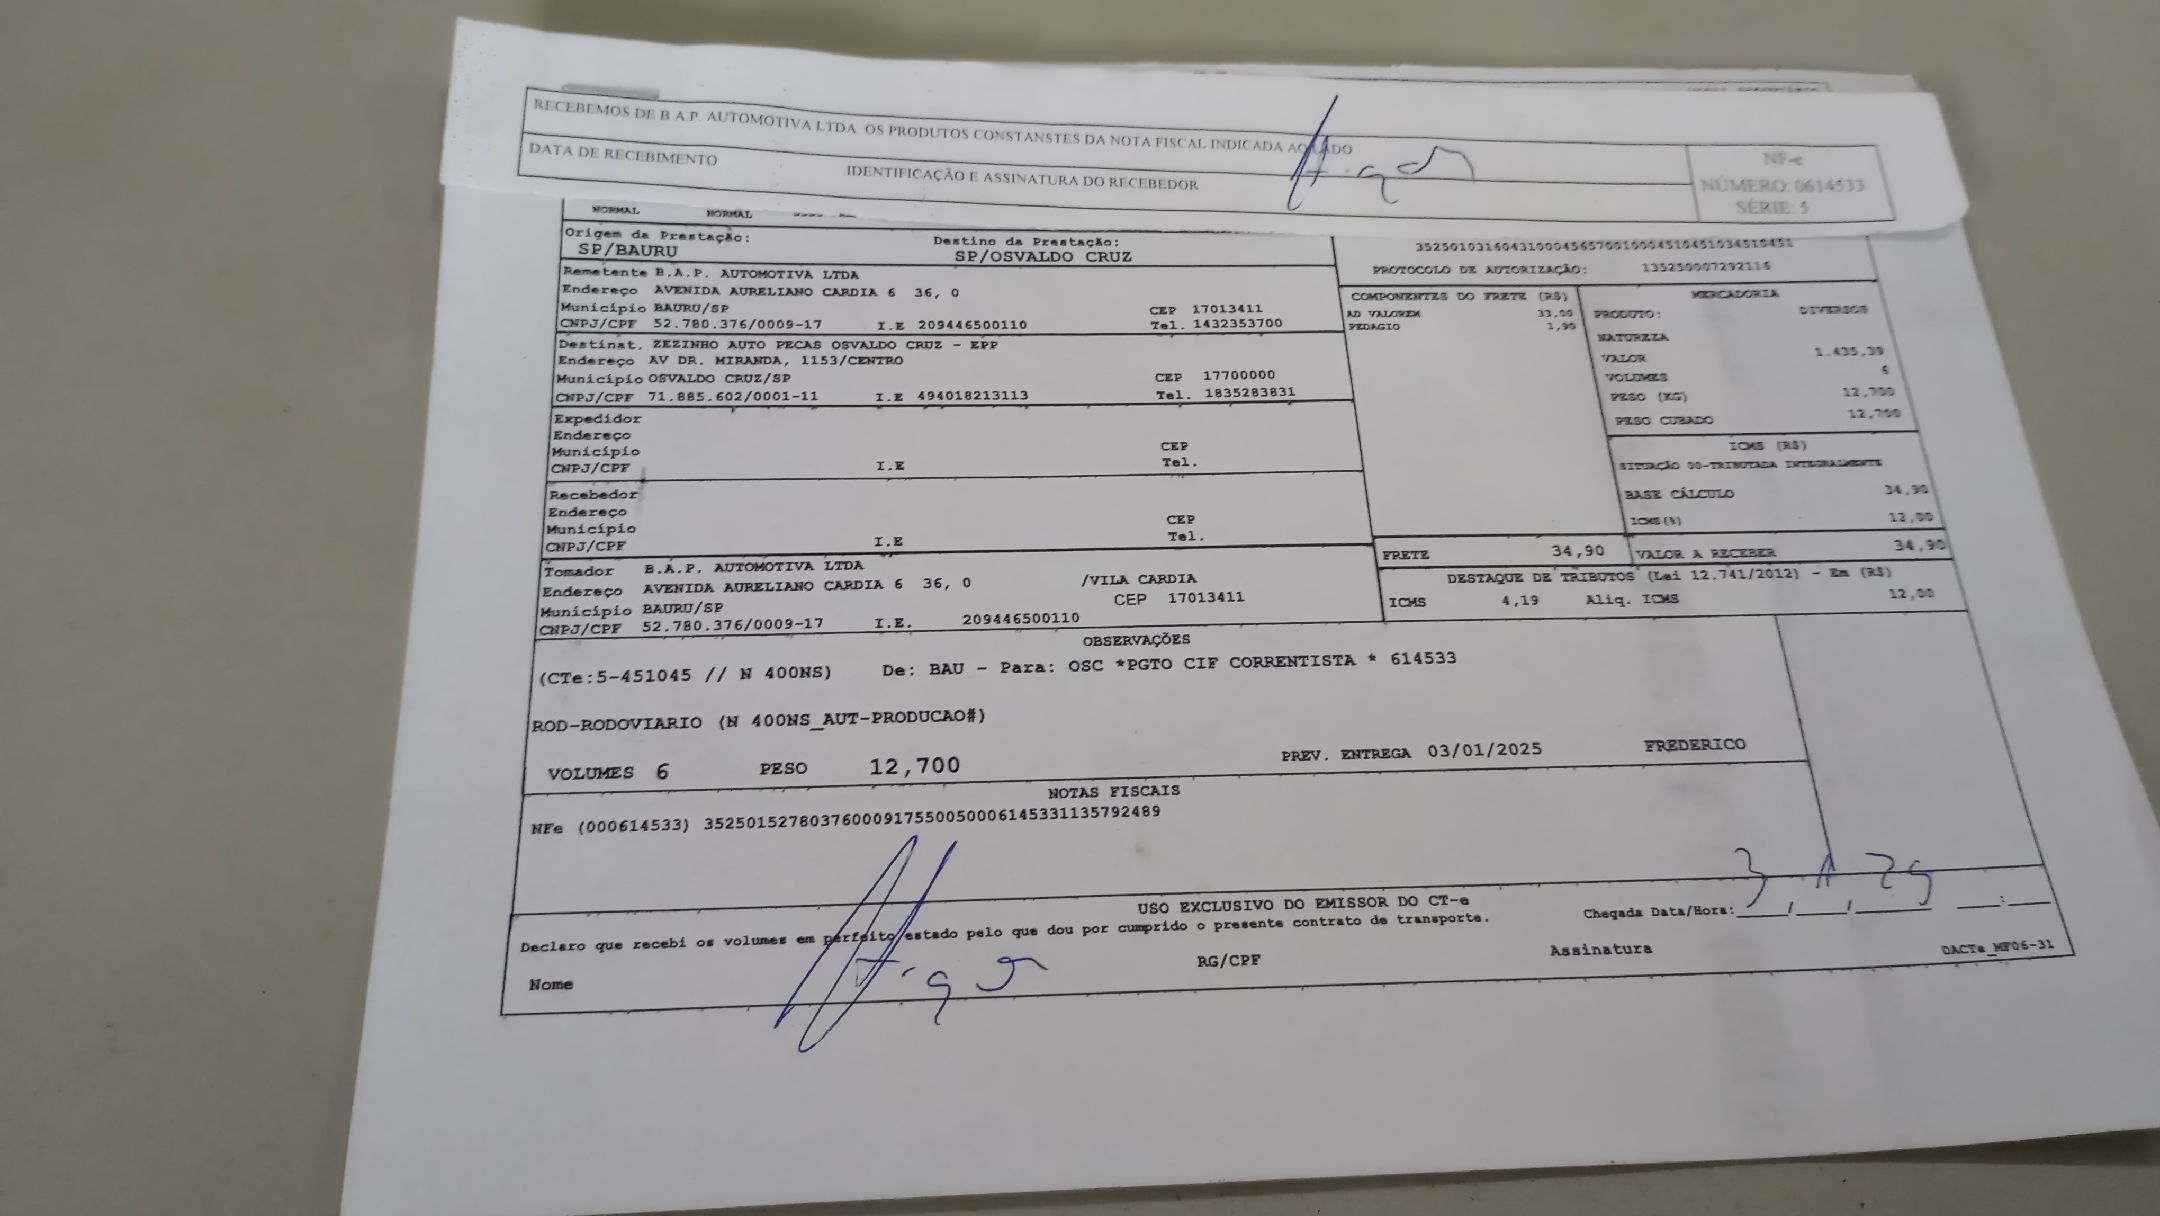 RECEBEMOS DE B A.P. AUTOMOTIVA LTDA OS PRODUTOS CONSTANSTES DA NOTA FISCAL INDICADA AO LADO
DATA DE RECEBIMENTO
IDENTIFICAÇÃO E ASSINATURA DO RECEBEDOR
NF-e
NÚMERO: 0614533
SÉRIE: 5
NORMAL NORMAL
Origem da Prestação:
SP/BAURU
Destino da Prestação:
SP/OSVALDO CRUZ
Remetente B.A.P. AUTOMOTIVA LTDA
Endereço AVENIDA AURELIANO CARDIA 6 36, 0
Município BAURU/SP CEP 17013411
CNPJ/CPF 52.780.376/0009-17 I.E 209446500110 Tel. 1432353700
Destinat. ZEZINHO AUTO PECAS OSVALDO CRUZ - EPP
Endereço AV DR. MIRANDA, 1153/CENTRO
Município OSVALDO CRUZ/SP CEP 17700000
CNPJ/CPF 71.885.602/0001-11 I.E 494018213113 Tel. 1835283831
Expedidor
Endereço
Município CEP
CNPJ/CPF I.E Tel.
Recebedor
Endereço
Município CEP
CNPJ/CPF I.E Tel.
Tomador B.A.P. AUTOMOTIVA LTDA
Endereço AVENIDA AURELIANO CARDIA 6 36, 0 /VILA CARDIA
Município BAURU/SP CEP 17013411
CNPJ/CPF 52.780.376/0009-17 I.E. 209446500110
PROTOCOLO DE AUTORIZAÇÃO: 135250007292116
COMPONENTES DO FRETE (R$)
AD VALOREM 33,00
PEDAGIO 1,90
MERCADORIA
PRODUTO: DIVERSOS
NATUREZA
VALOR 1.435,39
VOLUMES 6
PESO (KG) 12,700
PESO CUBADO 12,700
ICMS (R$)
SITUAÇÃO 00-TRIBUTADA INTEGRALMENTE
BASE CÁLCULO 34,90
ICMS(%) 12,00
FRETE 34,90
VALOR A RECEBER 34,90
DESTAQUE DE TRIBUTOS (Lei 12.741/2012) - Em (R$)
ICMS 4,19 Aliq. ICMS 12,00
OBSERVAÇÕES
(CTe:5-451045 // N 400NS) De: BAU - Para: OSC *PGTO CIF CORRENTISTA * 614533
ROD-RODOVIARIO (N 400NS_AUT-PRODUCAO#)
VOLUMES 6 PESO 12,700 PREV. ENTREGA 03/01/2025 FREDERICO
NOTAS FISCAIS
NFe (000614533) 35250152780376000917550050006145331135792489
USO EXCLUSIVO DO EMISSOR DO CT-e
Declaro que recebi os volumes em perfeito estado pelo que dou por cumprido o presente contrato de transporte.
Chegada Data/Hora: 3 / 1 / 25 __:__
Nome RG/CPF Assinatura DACTe_MF06-31